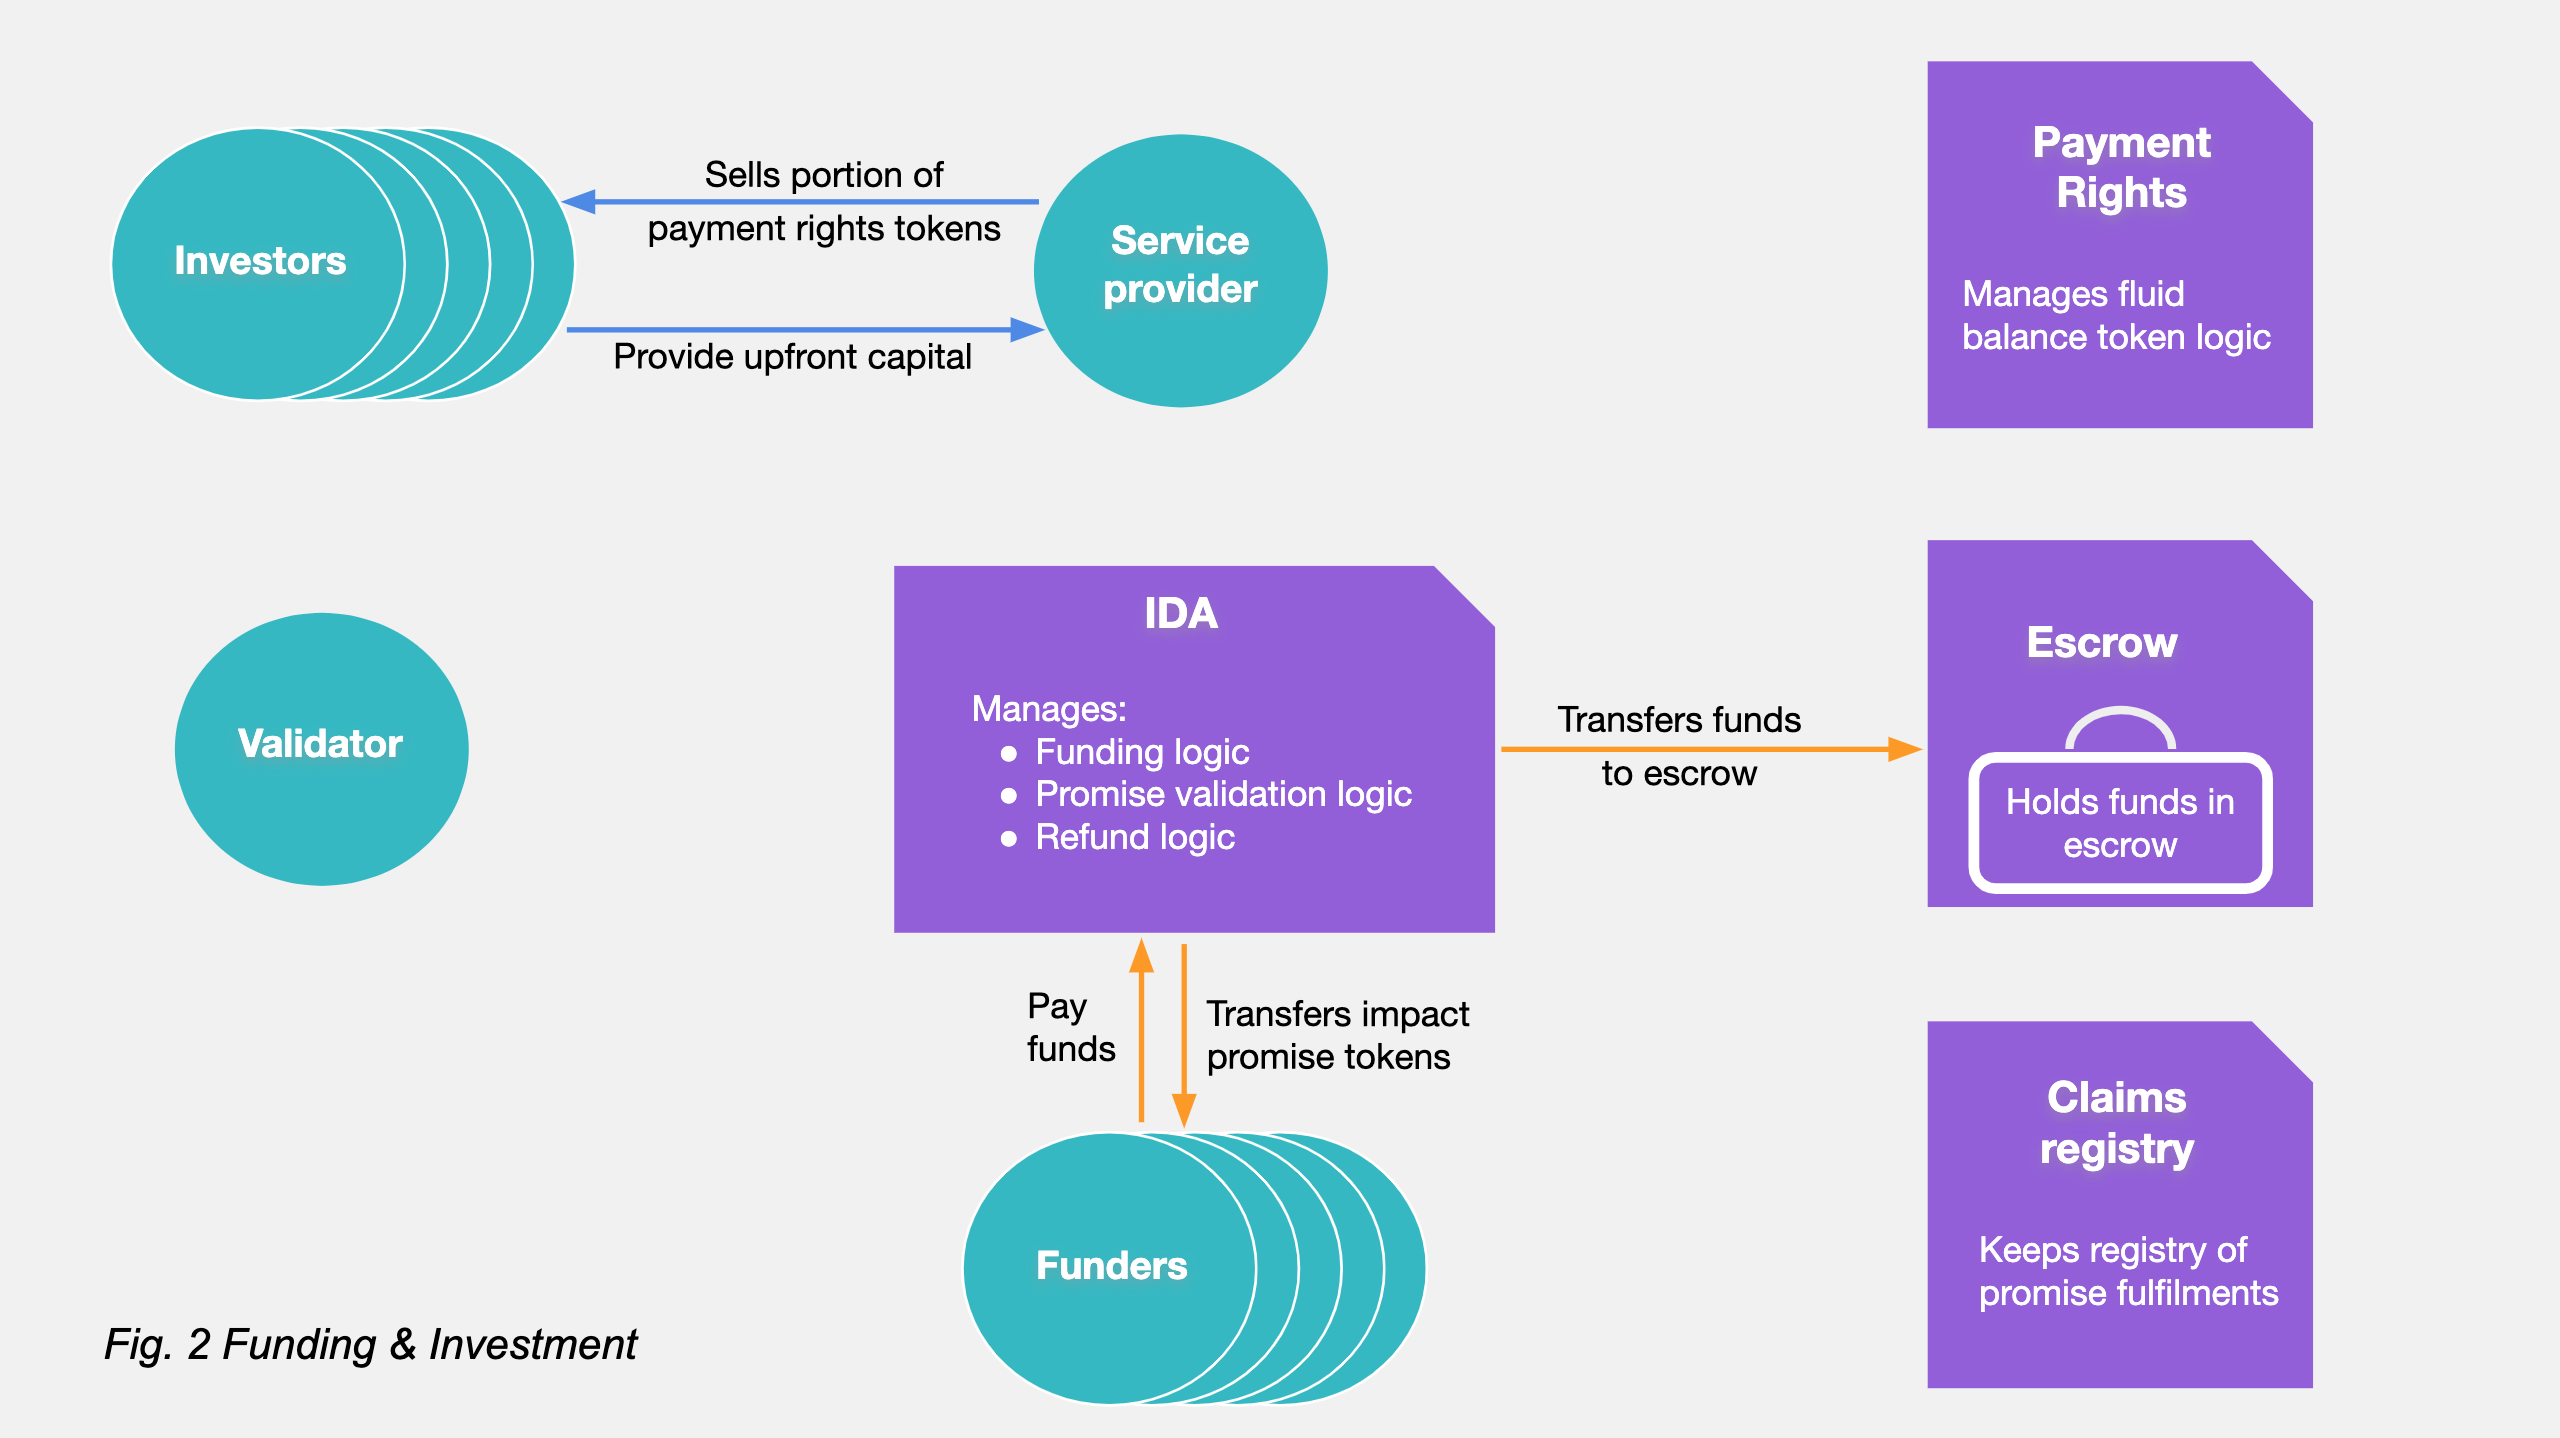 Sells portion of
payment rights tokens
Investors
Provide upfront capital
Service
provider
Payment
Rights
Manages fluid
balance token logic
Validator
IDA
Manages:
● Funding logic
● Promise validation logic
● Refund logic
Transfers funds
to escrow
Escrow
Holds funds in
escrow
Pay
funds
Transfers impact
promise tokens
Funders
Claims
registry
Keeps registry of
promise fulfilments
Fig. 2 Funding & Investment